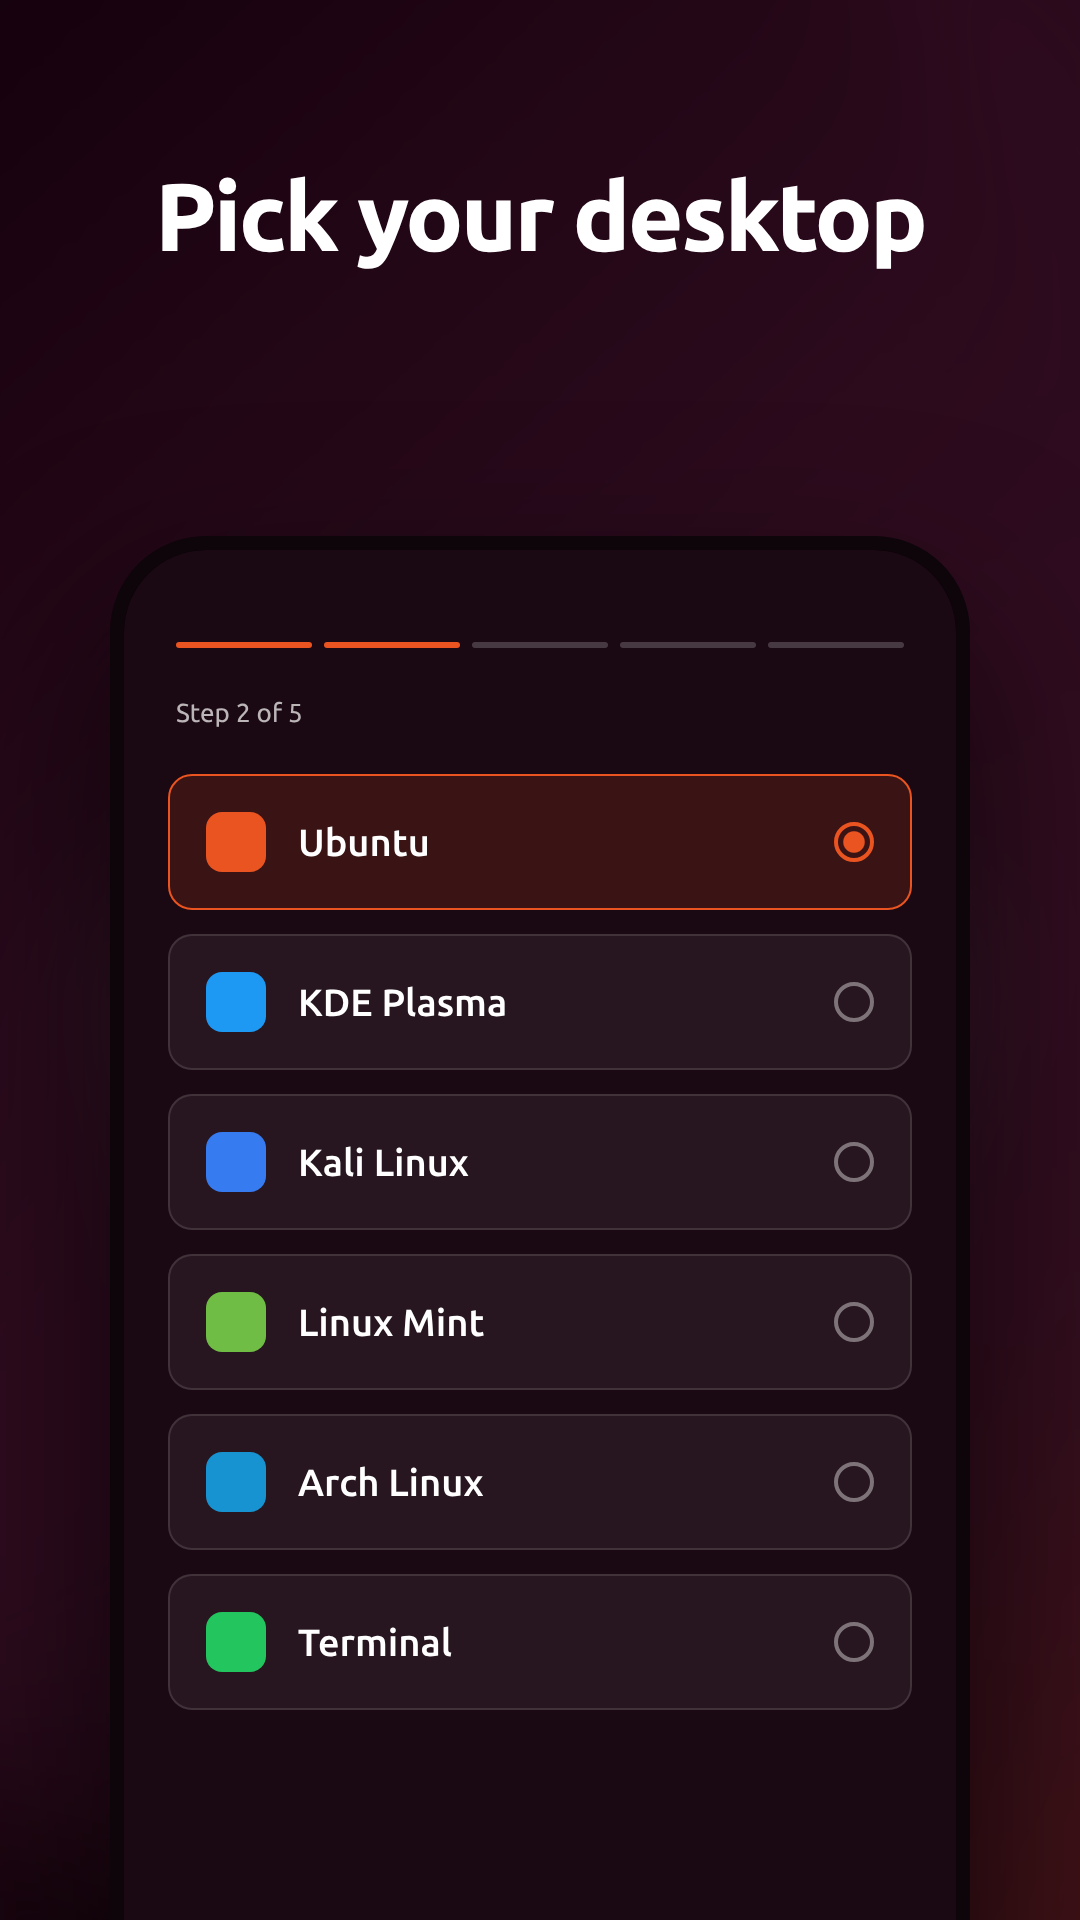 Pick your desktop
Step 2 of 5
Ubuntu
KDE Plasma
Kali Linux
Linux Mint
Arch Linux
Terminal